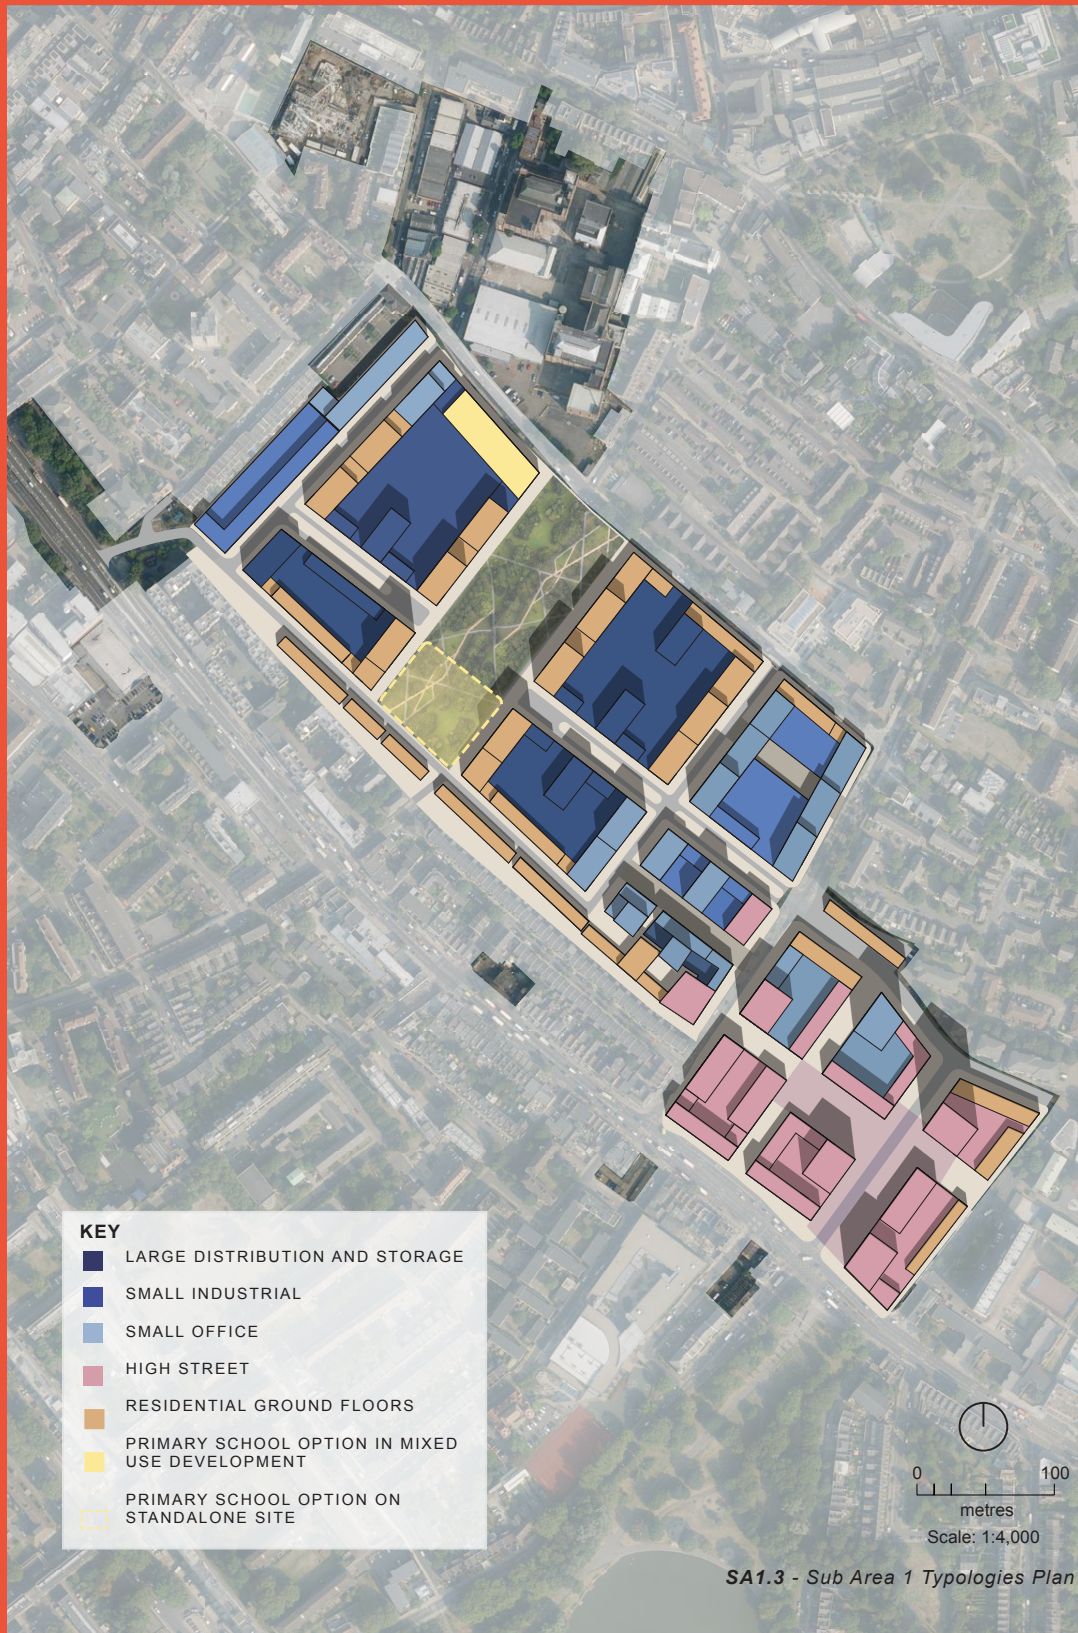 KEY
LARGE DISTRIBUTION AND STORAGE
SMALL INDUSTRIAL
SMALL OFFICE
HIGH STREET
RESIDENTIAL GROUND FLOORS
PRIMARY SCHOOL OPTION IN MIXED
USE DEVELOPMENT
PRIMARY SCHOOL OPTION ON
STANDALONE SITE
0 100
metres
Scale: 1:4,000
SA1.3 - Sub Area 1 Typologies Plan